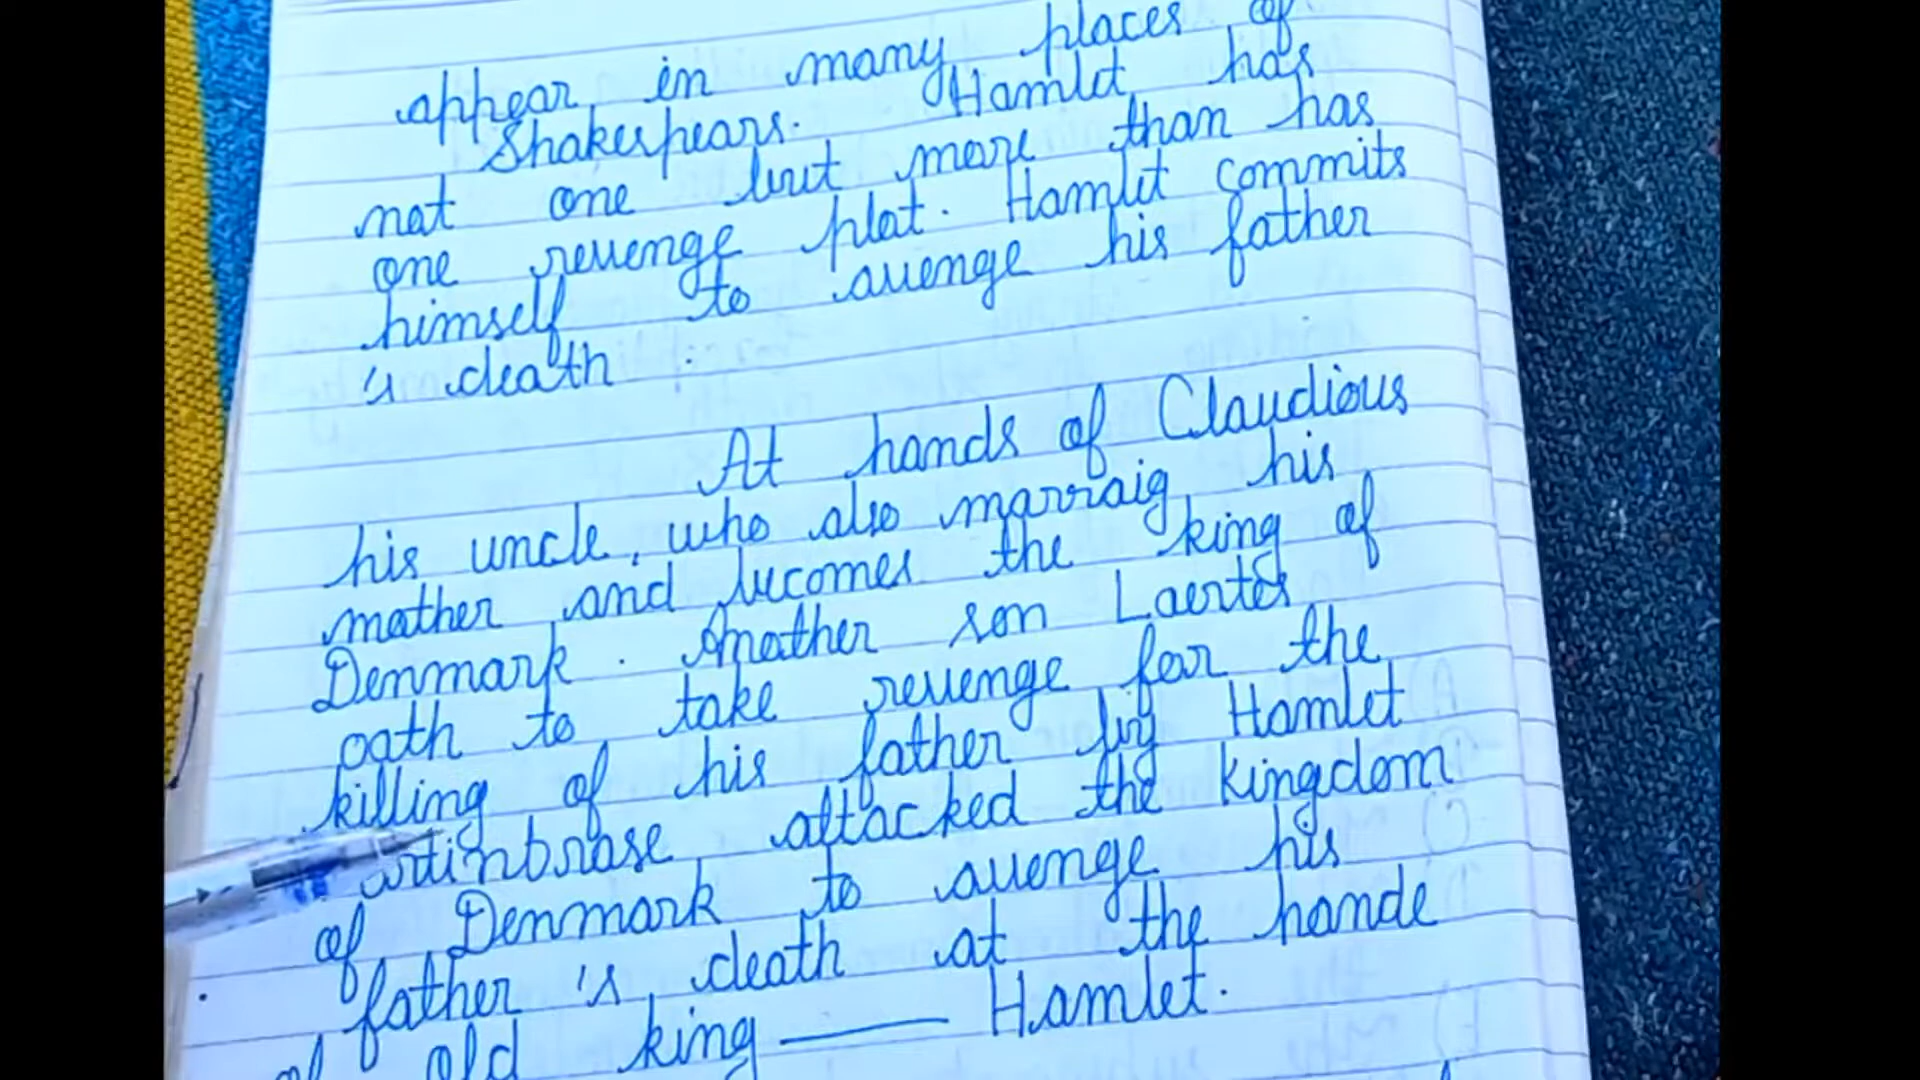 appear in many places of
Shakespears. Hamlet has
not one but more than has
one revenge plot. Hamlet commits
himself to avenge his father
's death
At hands of Claudious
his uncle, who also marraig his
mother and becomes the king of
Denmark. Another son Laertes
oath to take revenge for the
killing of his father by Hamlet
attacked the kingdom
of Denmark to avenge his
father 's death at the hande
of old king — Hamlet.